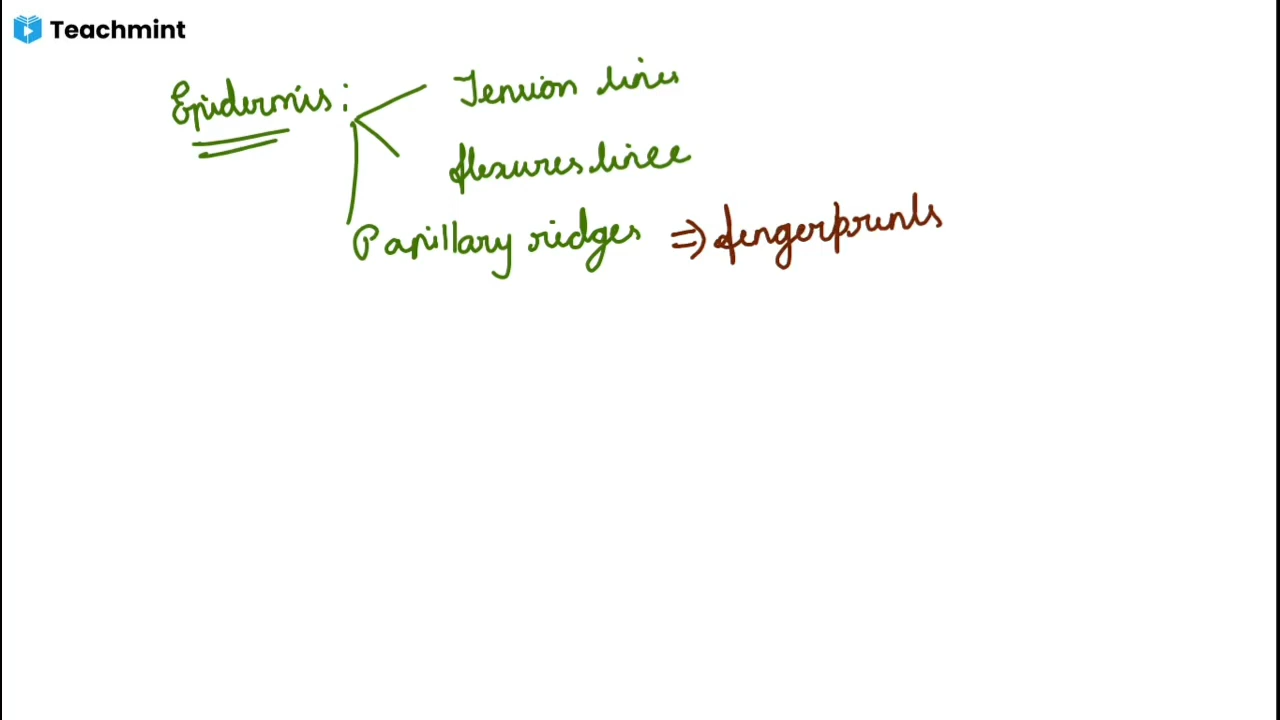 Teachmint
Epidermis: Tension lines
flexures lines
Papillary ridges ⇒ fingerprints